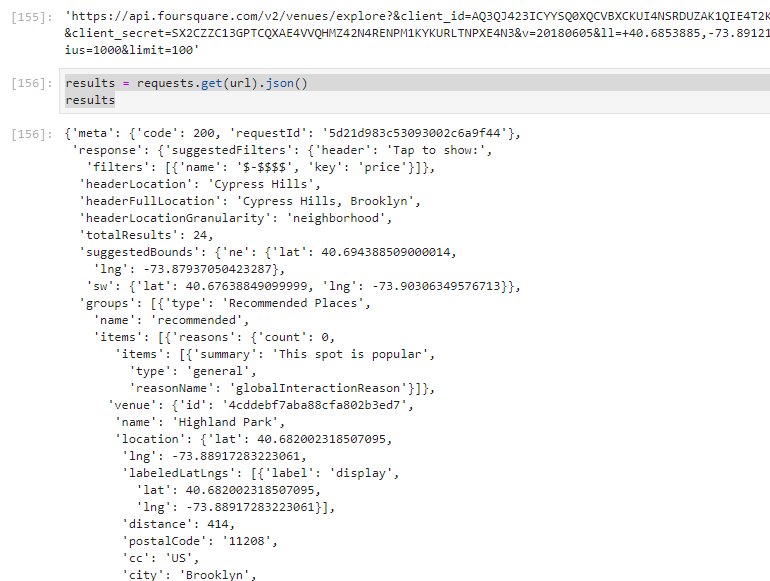 [155]: 'https://api.foursquare.com/v2/venues/explore?&client_id=AQ3QJ423ICYYSQ0XQCVBXCKUI4NSRDUZAK1QIE4T2K
&client_secret=SX2CZZC13GPTCQXAE4VVQHMZ42N4RENPM1KYKURLTNPXE4N3&v=20180605&ll=+40.6853885,-73.89121
ius=1000&limit=100'
[156]: results = requests.get(url).json()
results
[156]: {'meta': {'code': 200, 'requestId': '5d21d983c53093002c6a9f44'},
'response': {'suggestedFilters': {'header': 'Tap to show:',
'filters': [{'name': '$-$$$$', 'key': 'price'}]},
'headerLocation': 'Cypress Hills',
'headerFullLocation': 'Cypress Hills, Brooklyn',
'headerLocationGranularity': 'neighborhood',
'totalResults': 24,
'suggestedBounds': {'ne': {'lat': 40.694388509000014,
'lng': -73.87937050423287},
'sw': {'lat': 40.67638849099999, 'lng': -73.90306349576713}},
'groups': [{'type': 'Recommended Places',
'name': 'recommended',
'items': [{'reasons': {'count': 0,
'items': [{'summary': 'This spot is popular',
'type': 'general',
'reasonName': 'globalInteractionReason'}]},
'venue': {'id': '4cddebf7aba88cfa802b3ed7',
'name': 'Highland Park',
'location': {'lat': 40.682002318507095,
'lng': -73.88917283223061,
'labeledLatLngs': [{'label': 'display',
'lat': 40.682002318507095,
'lng': -73.88917283223061}],
'distance': 414,
'postalCode': '11208',
'cc': 'US',
'city': 'Brooklyn',